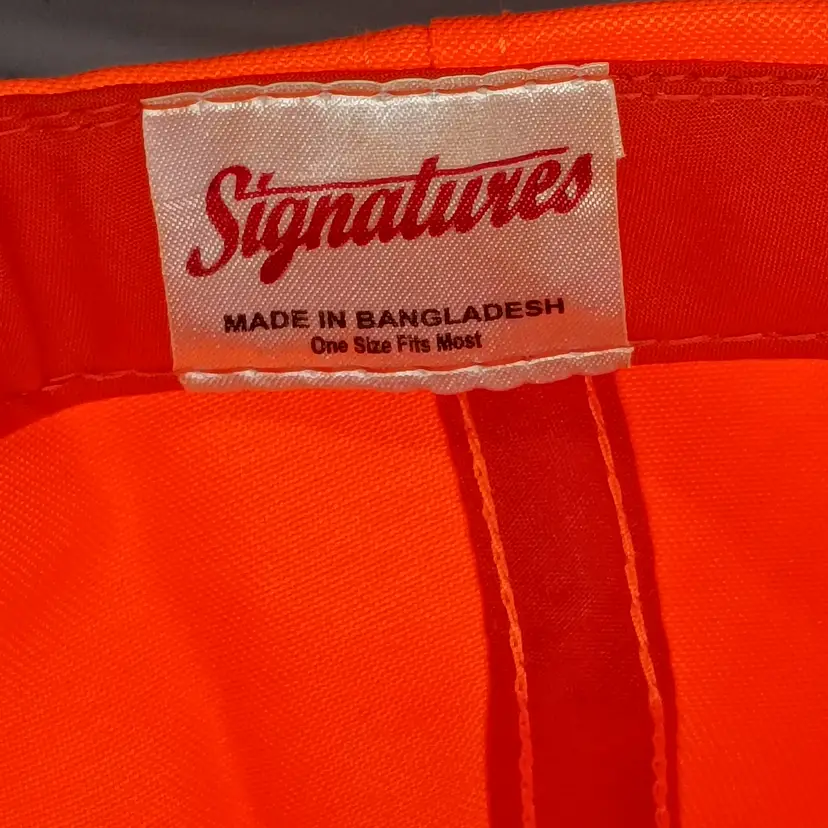 Signatures
MADE IN BANGLADESH
One Size Fits Most